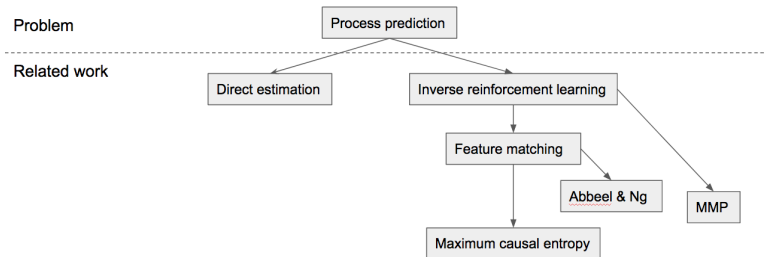 Problem
Process prediction
Related work
Direct estimation
Inverse reinforcement learning
Feature matching
Abbeel & Ng
MMP
Maximum causal entropy